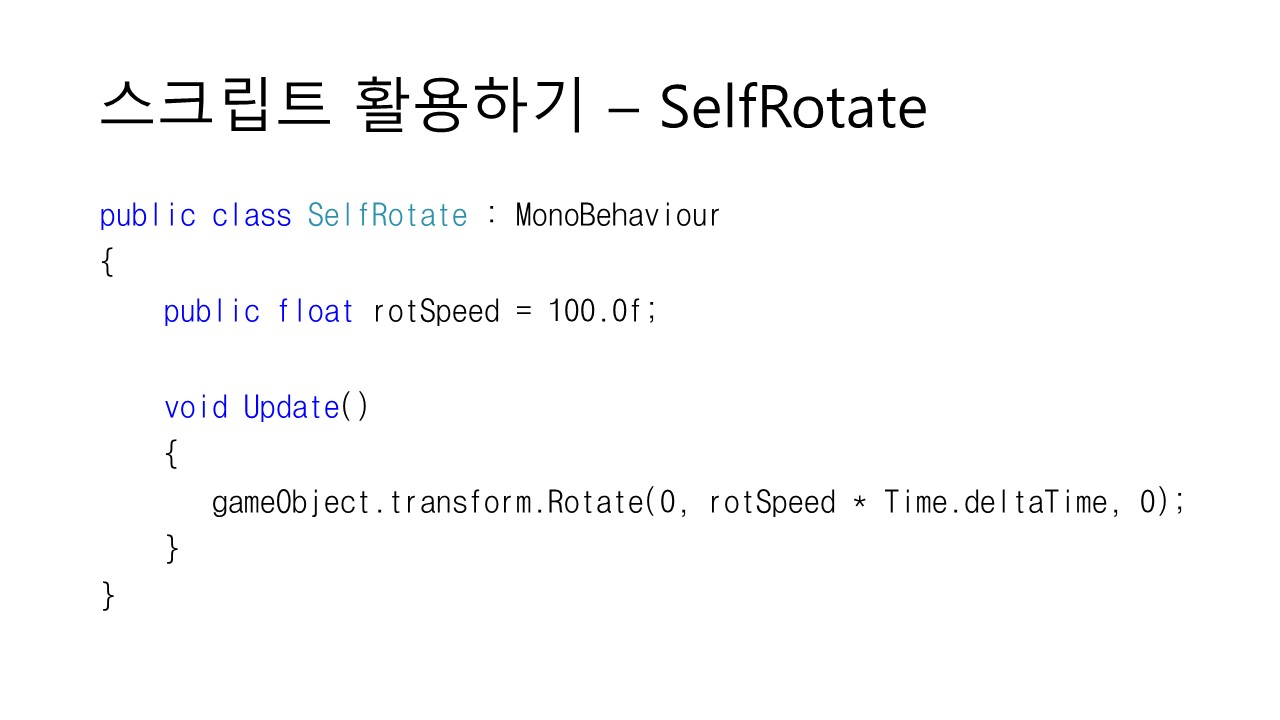 스크립트 활용하기 – SelfRotate
public class SelfRotate : MonoBehaviour
{
public float rotSpeed = 100.0f;
void Update()
{
gameObject.transform.Rotate(0, rotSpeed * Time.deltaTime, 0);
}
}